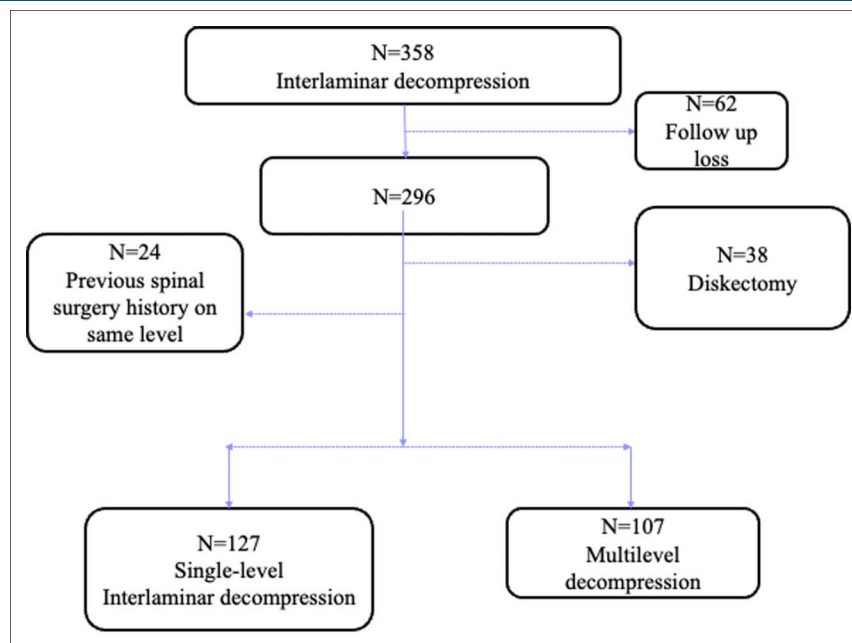 N=358
Interlaminar decompression
N=62
Follow up
loss
N=296
N=24
Previous spinal
surgery history on
same level
N=38
Diskectomy
N=127
Single-level
Interlaminar decompression
N=107
Multilevel
decompression